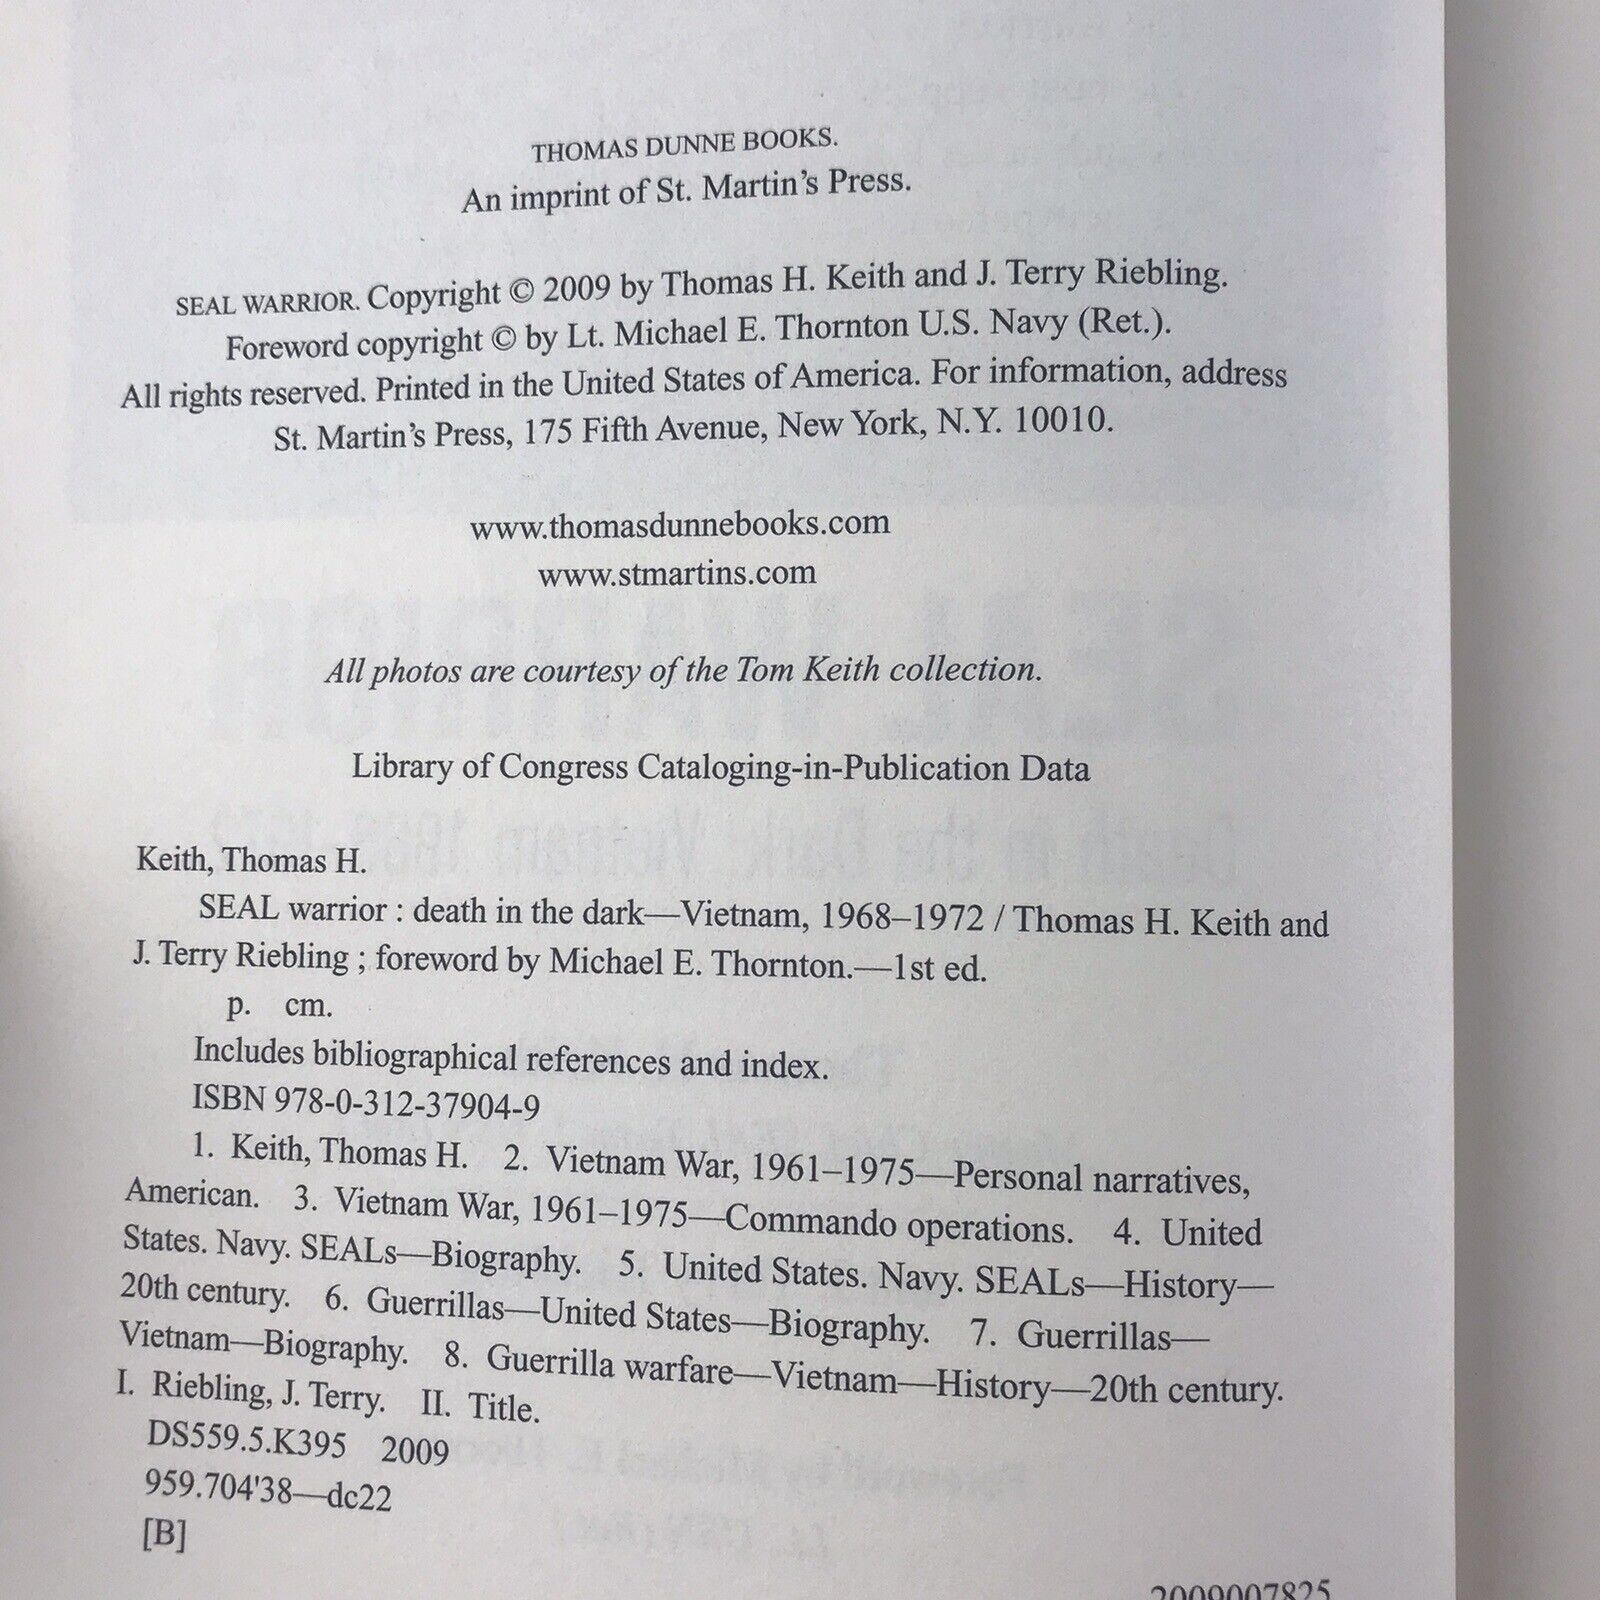 THOMAS DUNNE BOOKS.
An imprint of St. Martin's Press.
SEAL WARRIOR. Copyright © 2009 by Thomas H. Keith and J. Terry Riebling.
Foreword copyright © by Lt. Michael E. Thornton U.S. Navy (Ret.).
All rights reserved. Printed in the United States of America. For information, address
St. Martin's Press, 175 Fifth Avenue, New York, N.Y. 10010.
www.thomasdunnebooks.com
www.stmartins.com
All photos are courtesy of the Tom Keith collection.
Library of Congress Cataloging-in-Publication Data
Keith, Thomas H.
SEAL warrior : death in the dark—Vietnam, 1968–1972 / Thomas H. Keith and
J. Terry Riebling ; foreword by Michael E. Thornton.—1st ed.
p. cm.
Includes bibliographical references and index.
ISBN 978-0-312-37904-9
1. Keith, Thomas H. 2. Vietnam War, 1961–1975—Personal narratives,
American. 3. Vietnam War, 1961–1975—Commando operations. 4. United
States. Navy. SEALs—Biography. 5. United States. Navy. SEALs—History—
20th century. 6. Guerrillas—United States—Biography. 7. Guerrillas—
Vietnam—Biography. 8. Guerrilla warfare—Vietnam—History—20th century.
I. Riebling, J. Terry. II. Title.
DS559.5.K395 2009
959.704'38—dc22
[B]
2009007825